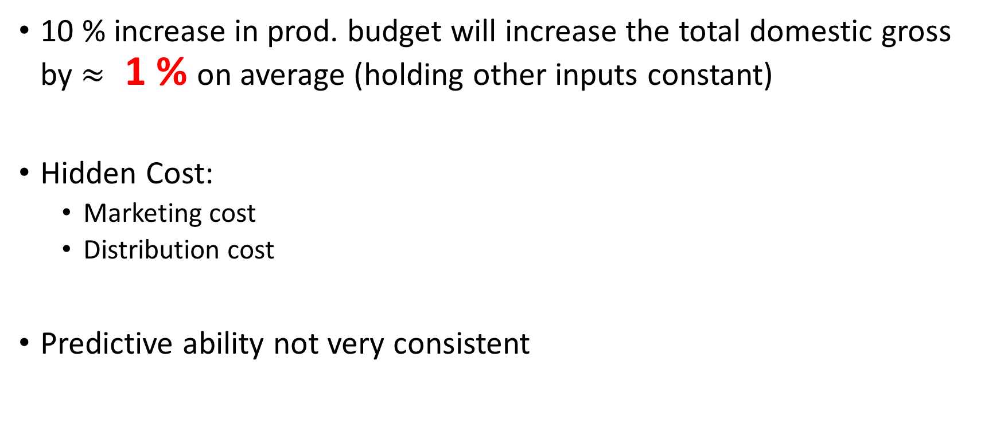 • 10 % increase in prod. budget will increase the total domestic gross
by ≈ 1 % on average (holding other inputs constant)
• Hidden Cost:
• Marketing cost
• Distribution cost
• Predictive ability not very consistent